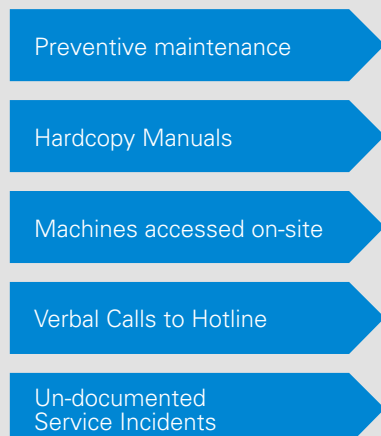 Preventive maintenance
Hardcopy Manuals
Machines accessed on-site
Verbal Calls to Hotline
Un-documented
Service Incidents